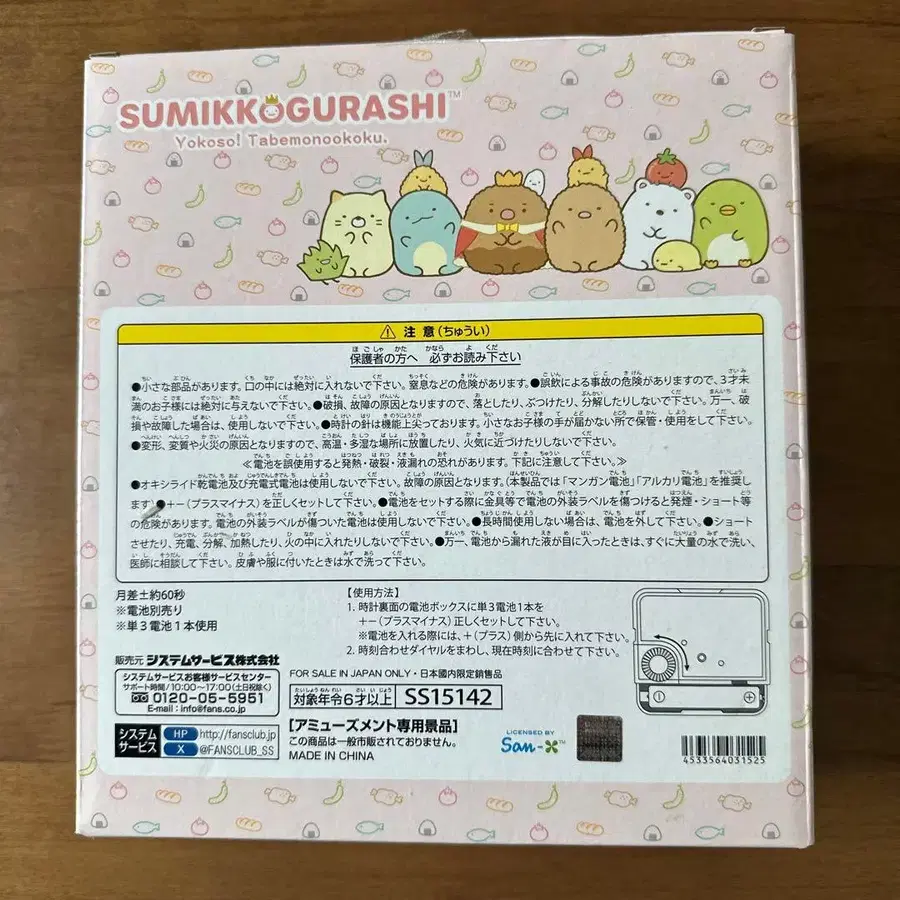 SUMIKKOGURASHI™
Yokoso! Tabemonookoku.
⚠ 注意(ちゅうい)
保護者の方へ 必ずお読み下さい
●小さな部品があります。口の中には絶対に入れないで下さい。窒息などの危険があります。●誤飲による事故の危険がありますので、3才未
満のお子様には絶対に与えないで下さい。●破損、故障の原因となりますので、落としたり、ぶつけたり、分解したりしないで下さい。万一、破
損や故障した場合は、使用しないで下さい。●時計の針は機能上尖っております。小さなお子様の手が届かない所で保管・使用をして下さい。
●変形、変質や火災の原因となりますので、高温・多湿な場所に放置したり、火気に近づけたりしないで下さい。
≪電池を誤使用すると発熱・破裂・液漏れの恐れがあります。下記に注意して下さい。≫
●オキシライド乾電池及び充電式電池は使用しないで下さい。故障の原因となります。(本製品では「マンガン電池」「アルカリ電池」を推奨し
ます)●+ー(プラスマイナス)を正しくセットして下さい。●電池をセットする際に金具等で電池の外装ラベルを傷つけると発煙・ショート等
の危険があります。電池の外装ラベルが傷ついた電池は使用しないで下さい。●長時間使用しない場合は、電池を外して下さい。●ショート
させたり、充電、分解、加熱したり、火の中に入れたりしないで下さい。●万一、電池から漏れた液が目に入ったときは、すぐに大量の水で洗い、
医師に相談して下さい。皮膚や服に付いたときは水で洗って下さい。
月差±約60秒
※電池別売り
※単3電池1本使用
【使用方法】
1. 時計裏面の電池ボックスに単3電池1本を
+ー(プラスマイナス)正しくセットして下さい。
※電池を入れる際には、+(プラス)側から先に入れて下さい。
2. 時刻合わせダイヤルをまわし、現在時刻に合わせて下さい。
販売元 システムサービス株式会社
システムサービスお客様サービスセンター
サポート時間/10:00〜17:00(土日祝除く)
0120-05-5951
E-mail:info@fans.co.jp
システムサービス
HP http://fansclub.jp
X @FANSCLUB_SS
FOR SALE IN JAPAN ONLY・日本国内限定販売品
対象年令6才以上 SS15142
【アミューズメント専用景品】
この商品は一般市販されておりません。
MADE IN CHINA
LICENSED BY
San-X™
4533564031525